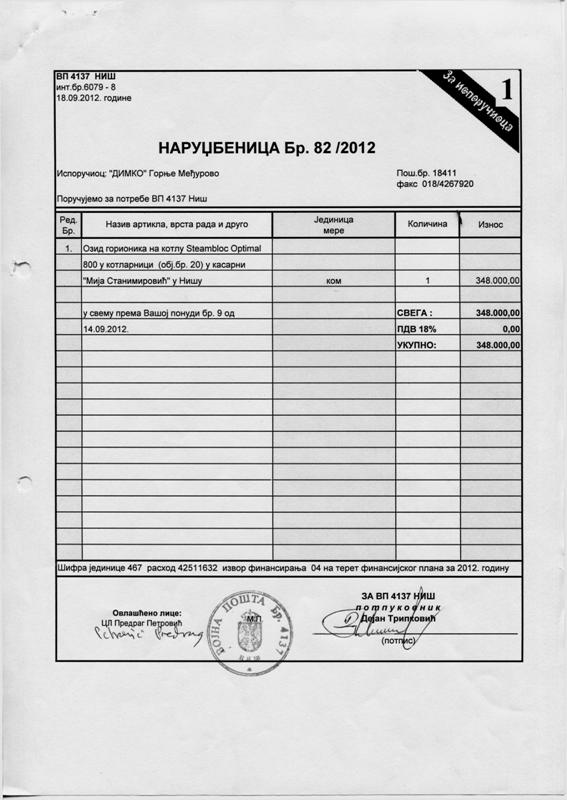 ВП 4137 НИШ
инт.бр.6079 - 8
18.09.2012. године
За испоручиоца
1
НАРУЏБЕНИЦА Бр. 82 /2012
Испоручиоц: "ДИМКО" Горње Међурово
Пош.бр. 18411
факс 018/4267920
Поручујемо за потребе ВП 4137 Ниш
Ред. Бр. Назив артикла, врста рада и друго Јединица мере Количина Износ
1. Озид горионика на котлу Steambloc Optimal
800 у котларници (обј.бр. 20) у касарни
"Мија Станимировић" у Нишу ком 1 348.000,00
у свему према Вашој понуди бр. 9 од СВЕГА : 348.000,00
14.09.2012. ПДВ 18% 0,00
УКУПНО: 348.000,00
Шифра јединице 467 расход 42511632 извор финансирања 04 на терет финансијског плана за 2012. годину
Овлашћено лице:
ЦЛ Предраг Петровић
М.П.
ВОЈНА ПОШТА БР. 4137
ЗА ВП 4137 НИШ
потпуковник
Дејан Трипковић
(потпис)